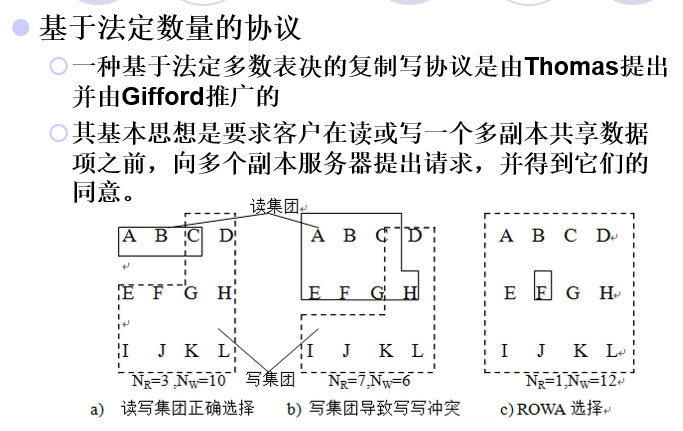 基于法定数量的协议
一种基于法定多数表决的复制写协议是由Thomas提出
并由Gifford推广的
其基本思想是要求客户在读或写一个多副本共享数据
项之前，向多个副本服务器提出请求，并得到它们的
同意。
读集团
A B C D A B C D A B C D
E F G H E F G H E F G H
I J K L I J K L I J K L
NR=3 ,NW=10 写集团 NR=7,NW=6 NR=1,NW=12
a) 读写集团正确选择 b) 写集团导致写写冲突 c) ROWA 选择